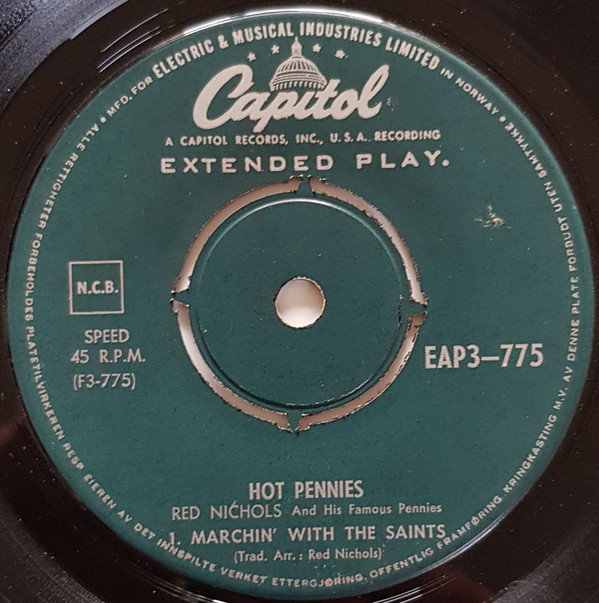 MFD. FOR ELECTRIC & MUSICAL INDUSTRIES LIMITED IN NORWAY
Capitol
A CAPITOL RECORDS, INC., U.S.A. RECORDING
EXTENDED PLAY.
N.C.B.
SPEED
45 R.P.M.
(F3-775)
EAP3-775
HOT PENNIES
RED NICHOLS And His Famous Pennies
1. MARCHIN' WITH THE SAINTS
(Trad. Arr.: Red Nichols)
ALLE RETTIGHETER FORBEHOLDES PLATETILVIRKEREN RESP EIEREN AV DET INNSPILTE VERKET ETTERGJØRING, OFFENTLIG FRAMFØRING, KRINGKASTING M.V. AV DENNE PLATE FORBUDT UTEN SAMTYKKE